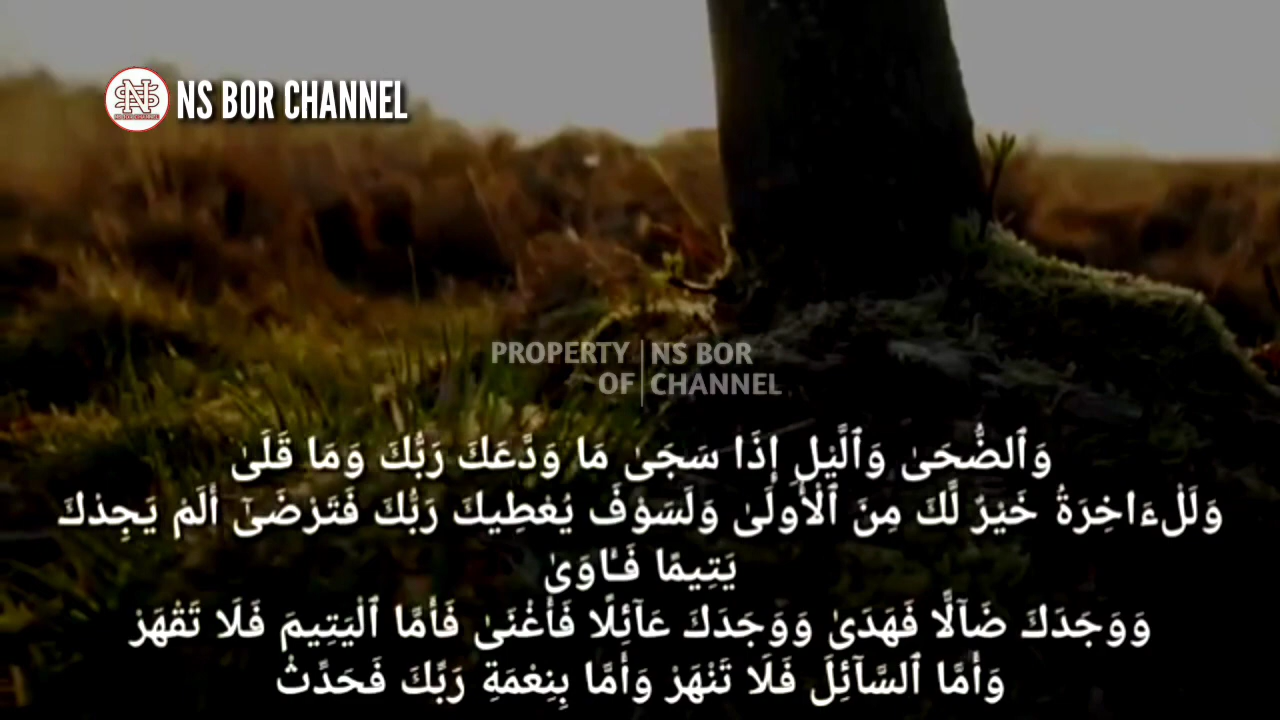 NS BOR CHANNEL
PROPERTY OF | NS BOR CHANNEL
وَٱلضُّحَىٰ وَٱلَّيْلِ إِذَا سَجَىٰ مَا وَدَّعَكَ رَبُّكَ وَمَا قَلَىٰ
وَلَلْءَاخِرَةُ خَيْرٌ لَّكَ مِنَ ٱلْأُولَىٰ وَلَسَوْفَ يُعْطِيكَ رَبُّكَ فَتَرْضَىٰٓ أَلَمْ يَجِدْكَ
يَتِيمًا فَـَٔاوَىٰ
وَوَجَدَكَ ضَآلًّا فَهَدَىٰ وَوَجَدَكَ عَآئِلًا فَأَغْنَىٰ فَأَمَّا ٱلْيَتِيمَ فَلَا تَقْهَرْ
وَأَمَّا ٱلسَّآئِلَ فَلَا تَنْهَرْ وَأَمَّا بِنِعْمَةِ رَبِّكَ فَحَدِّثْ